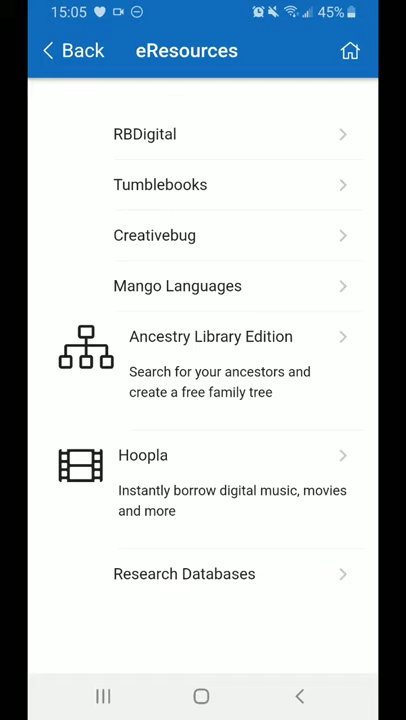 15:05 45%
Back eResources
RBDigital
Tumblebooks
Creativebug
Mango Languages
Ancestry Library Edition
Search for your ancestors and
create a free family tree
Hoopla
Instantly borrow digital music, movies
and more
Research Databases